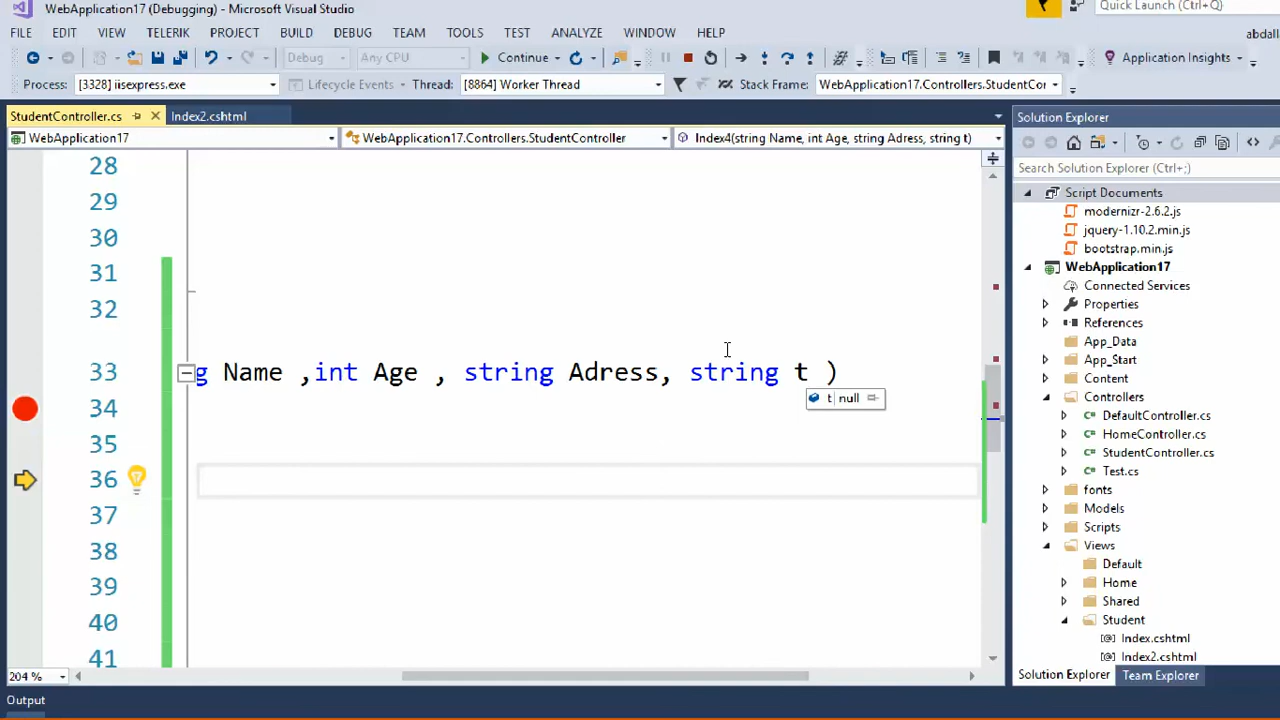 WebApplication17 (Debugging) - Microsoft Visual Studio
Quick Launch (Ctrl+Q)
FILE EDIT VIEW TELERIK PROJECT BUILD DEBUG TEAM TOOLS TEST ANALYZE WINDOW HELP
abdall
Debug Any CPU Continue Application Insights
Process: [3328] iisexpress.exe Lifecycle Events Thread: [8864] Worker Thread Stack Frame: WebApplication17.Controllers.StudentCor
StudentController.cs Index2.cshtml
WebApplication17 WebApplication17.Controllers.StudentController Index4(string Name, int Age, string Adress, string t)
28
29
30
31
32
33 g Name ,int Age , string Adress, string t )
t null
34
35
36
37
38
39
40
41
204 %
Output
Solution Explorer
Search Solution Explorer (Ctrl+;)
Script Documents
modernizr-2.6.2.js
jquery-1.10.2.min.js
bootstrap.min.js
WebApplication17
Connected Services
Properties
References
App_Data
App_Start
Content
Controllers
DefaultController.cs
HomeController.cs
StudentController.cs
Test.cs
fonts
Models
Scripts
Views
Default
Home
Shared
Student
Index.cshtml
Index2.cshtml
Solution Explorer Team Explorer